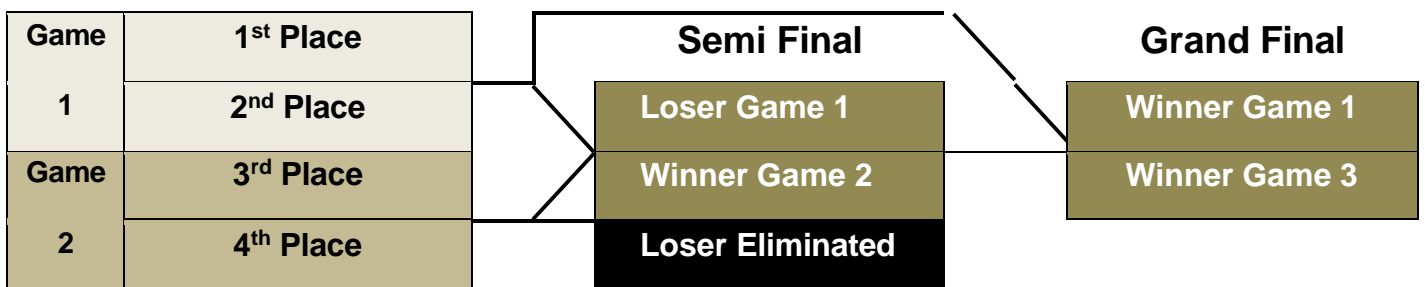 Game 1st Place Semi Final Grand Final
1 2nd Place Loser Game 1 Winner Game 1
Game 3rd Place Winner Game 2 Winner Game 3
2 4th Place Loser Eliminated